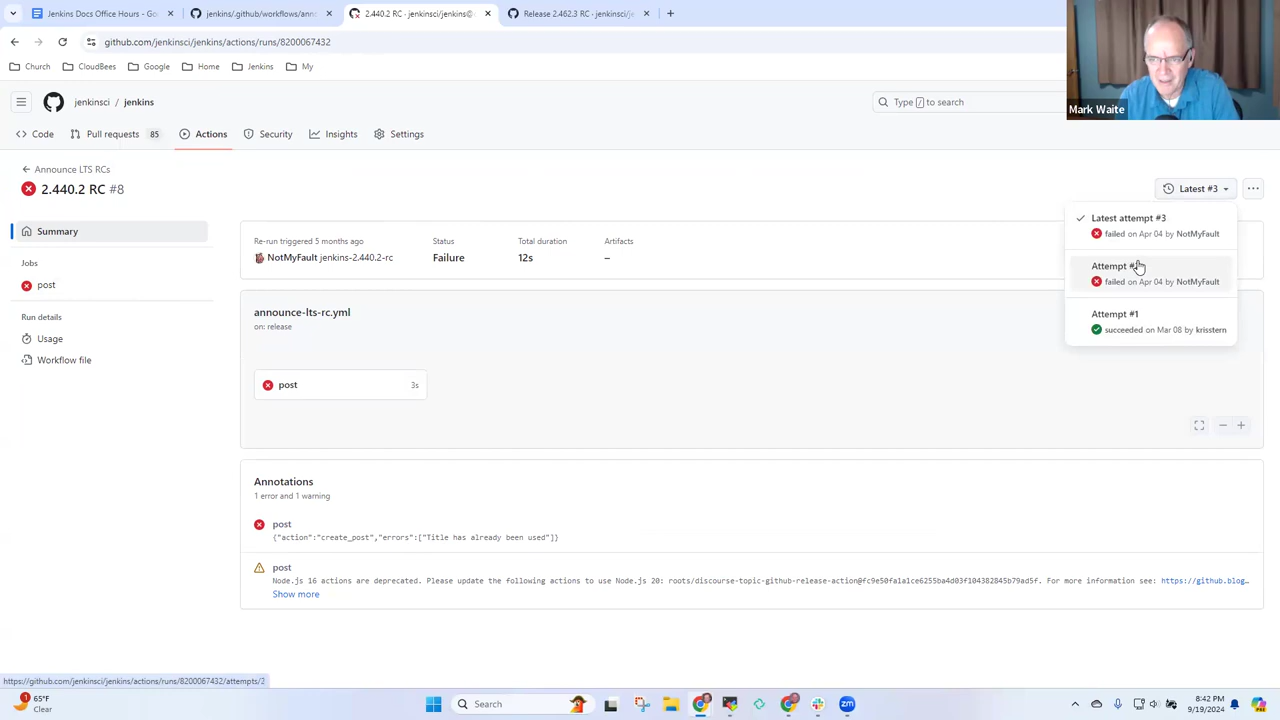 Jenkins Docs Office Hours - G
jenkins/.github/workflows/anno
2.440.2 RC · jenkinsci/jenkins@
Release 2.462.3 RC · jenkinsci/je
github.com/jenkinsci/jenkins/actions/runs/8200067432
Church
CloudBees
Google
Home
Jenkins
My
Mark Waite
jenkinsci / jenkins
Type / to search
Code
Pull requests 85
Actions
Security
Insights
Settings
Announce LTS RCs
2.440.2 RC #8
Latest #3
Summary
Jobs
post
Run details
Usage
Workflow file
Re-run triggered 5 months ago
NotMyFault jenkins-2.440.2-rc
Status
Failure
Total duration
12s
Artifacts
–
Latest attempt #3
failed on Apr 04 by NotMyFault
Attempt
failed on Apr 04 by NotMyFault
Attempt #1
succeeded on Mar 08 by krisstern
announce-lts-rc.yml
on: release
post 3s
Annotations
1 error and 1 warning
post
{"action":"create_post","errors":["Title has already been used"]}
post
Node.js 16 actions are deprecated. Please update the following actions to use Node.js 20: roots/discourse-topic-github-release-action@fc9e50fa1a1ce6255ba4d03f104382845b79ad5f. For more information see: https://github.blog…
Show more
https://github.com/jenkinsci/jenkins/actions/runs/8200067432/attempts/2
1
65°F
Clear
Search
8:42 PM
9/19/2024